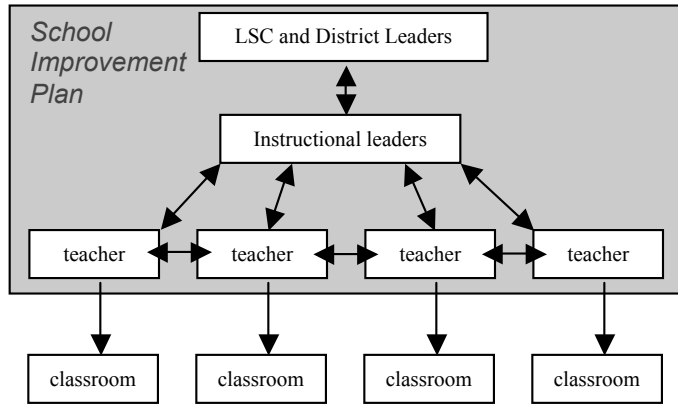 School
Improvement
Plan
LSC and District Leaders
Instructional leaders
teacher
teacher
teacher
teacher
classroom
classroom
classroom
classroom